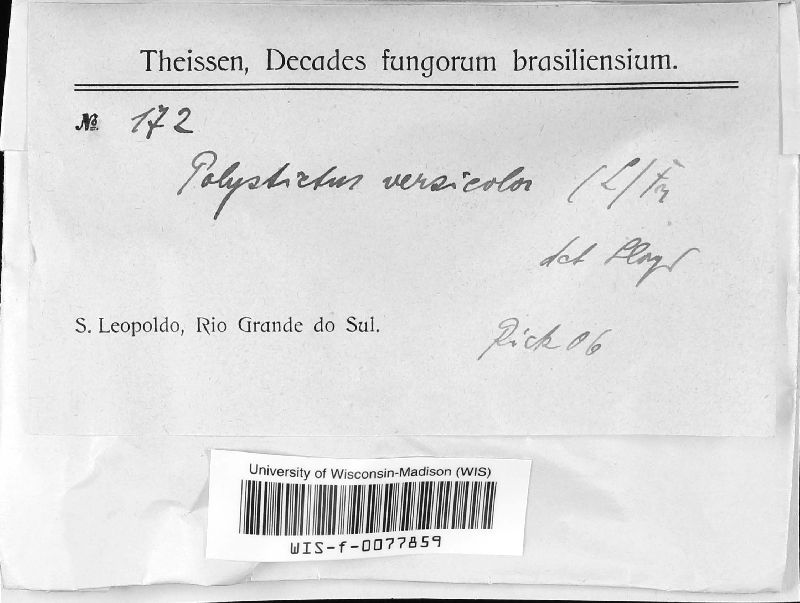 Theissen, Decades fungorum brasiliensium.
№ 172
Polystictus versicolor (L) Fr
det Lloyd
S. Leopoldo, Rio Grande do Sul.
Rick 06
University of Wisconsin-Madison (WIS)
WIS-f-0077859